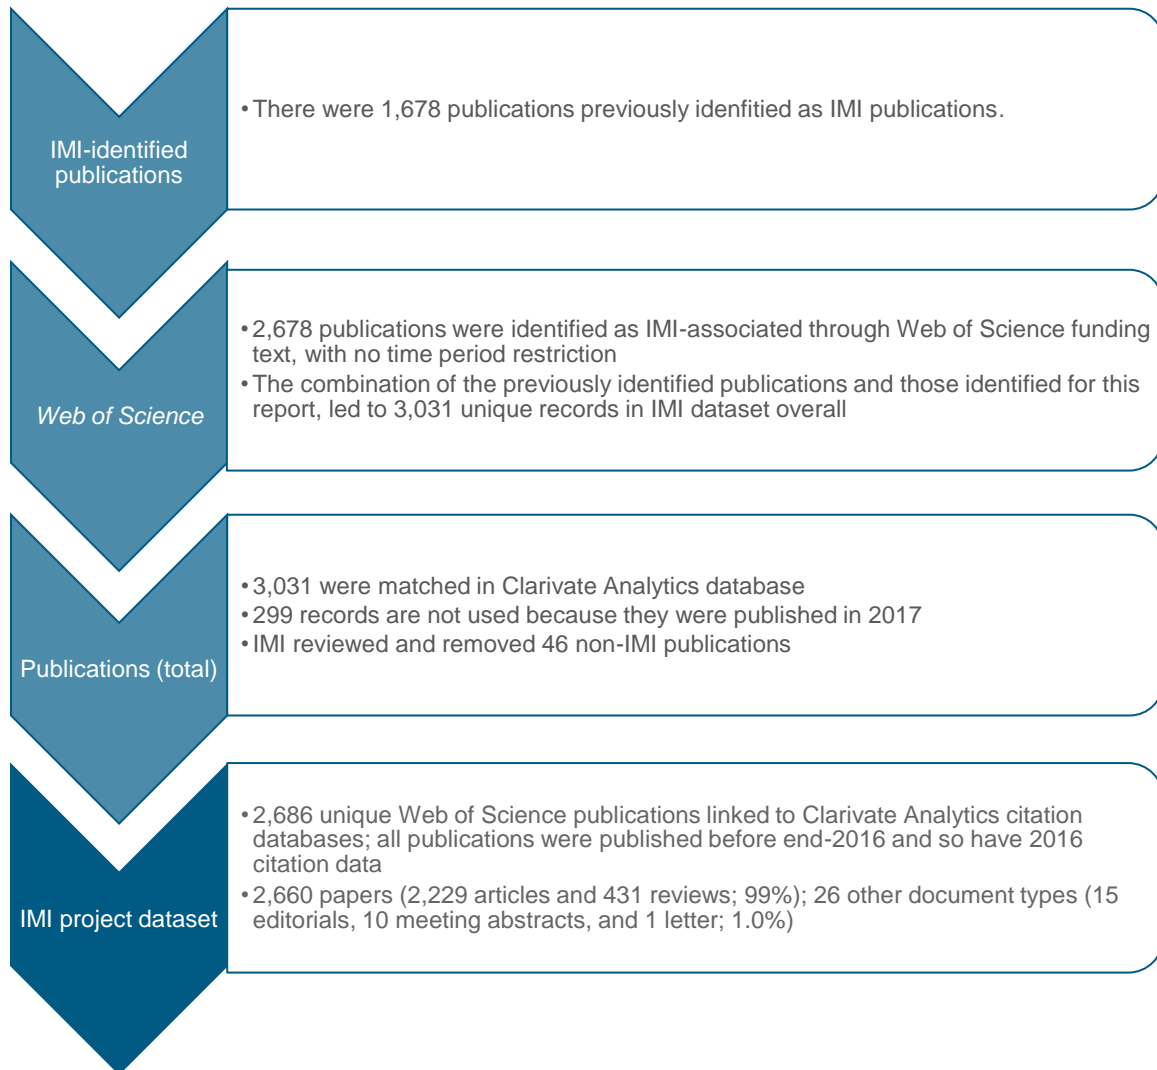 IMI-identified
publications
• There were 1,678 publications previously idenfitied as IMI publications.
Web of Science
• 2,678 publications were identified as IMI-associated through Web of Science funding
text, with no time period restriction
• The combination of the previously identified publications and those identified for this
report, led to 3,031 unique records in IMI dataset overall
Publications (total)
• 3,031 were matched in Clarivate Analytics database
• 299 records are not used because they were published in 2017
• IMI reviewed and removed 46 non-IMI publications
IMI project dataset
• 2,686 unique Web of Science publications linked to Clarivate Analytics citation
databases; all publications were published before end-2016 and so have 2016
citation data
• 2,660 papers (2,229 articles and 431 reviews; 99%); 26 other document types (15
editorials, 10 meeting abstracts, and 1 letter; 1.0%)